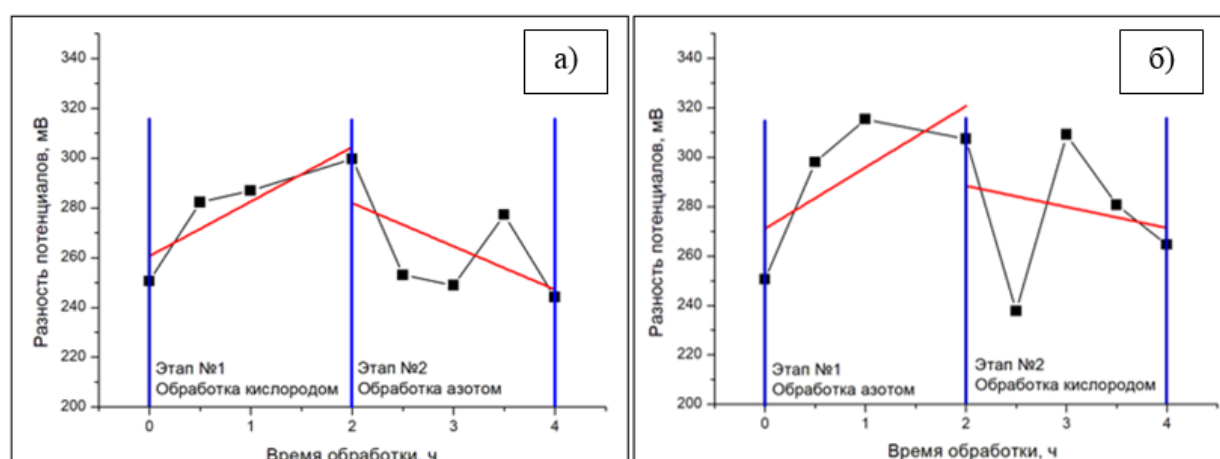 а)
340
320
300
280
260
240
220
200
Разность потенциалов, мВ
Этап №1
Обработка кислородом
Этап №2
Обработка азотом
0
1
2
3
4
Время обработки, ч
б)
340
320
300
280
260
240
220
200
Разность потенциалов, мВ
Этап №1
Обработка азотом
Этап №2
Обработка кислородом
0
1
2
3
4
Время обработки, ч